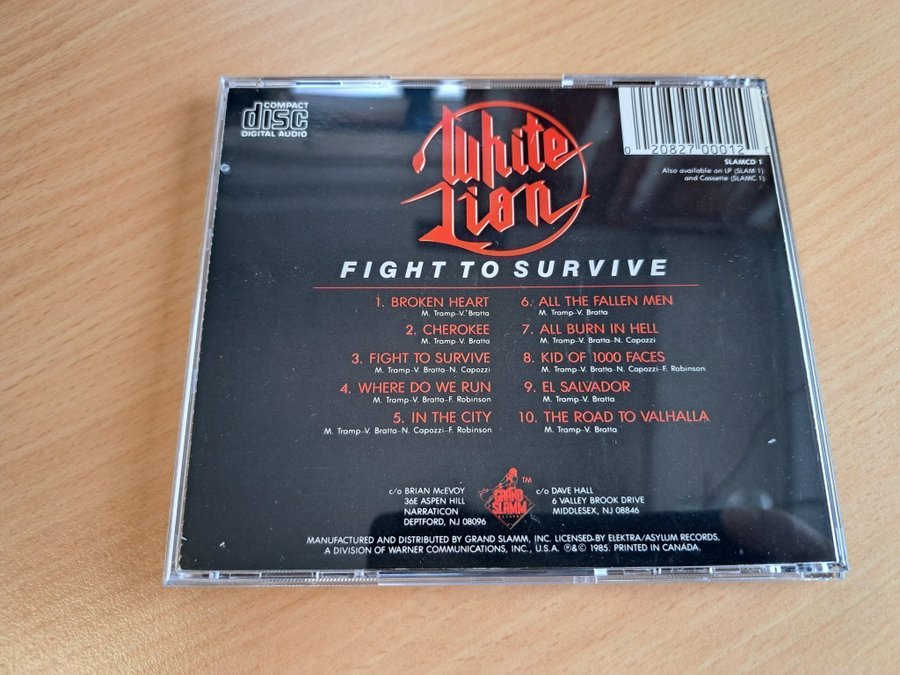 COMPACT
disc
DIGITAL AUDIO
White
Lion
0 20827 00012 0
SLAMCD 1
Also available on LP (SLAM 1)
and Cassette (SLAMC 1)
FIGHT TO SURVIVE
1. BROKEN HEART
M. Tramp-V. Bratta
2. CHEROKEE
M. Tramp-V. Bratta
3. FIGHT TO SURVIVE
M. Tramp-V. Bratta-N. Capozzi
4. WHERE DO WE RUN
M. Tramp-V. Bratta-F. Robinson
5. IN THE CITY
M. Tramp-V. Bratta-N. Capozzi-F. Robinson
6. ALL THE FALLEN MEN
M. Tramp-V. Bratta
7. ALL BURN IN HELL
M. Tramp-V. Bratta-N. Capozzi
8. KID OF 1000 FACES
M. Tramp-V. Bratta-N. Capozzi-F. Robinson
9. EL SALVADOR
M. Tramp-V. Bratta
10. THE ROAD TO VALHALLA
M. Tramp-V. Bratta
c/o BRIAN McEVOY
36E ASPEN HILL
NARRATICON
DEPTFORD, NJ 08096
GRAND
SLAMM
RECORDS
TM
c/o DAVE HALL
6 VALLEY BROOK DRIVE
MIDDLESEX, NJ 08846
MANUFACTURED AND DISTRIBUTED BY GRAND SLAMM, INC. LICENSED BY ELEKTRA/ASYLUM RECORDS.
A DIVISION OF WARNER COMMUNICATIONS, INC., U.S.A. ℗&© 1985. PRINTED IN CANADA.